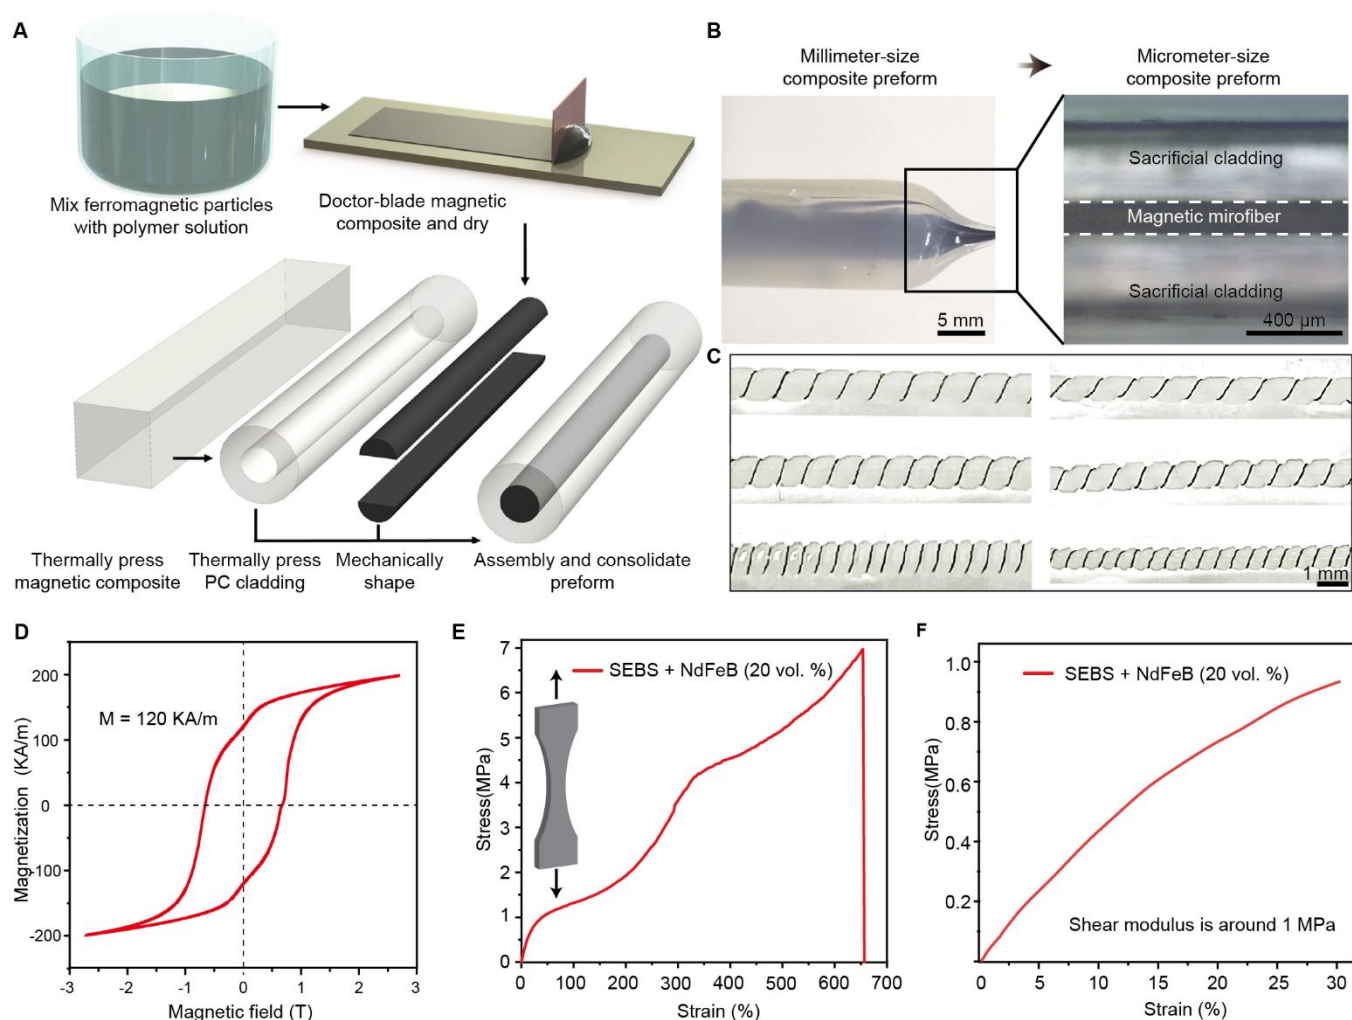 A
Mix ferromagnetic particles
with polymer solution
Doctor-blade magnetic
composite and dry
Thermally press
magnetic composite
Thermally press
PC cladding
Mechanically
shape
Assembly and consolidate
preform
B
Millimeter-size
composite preform
Micrometer-size
composite preform
5 mm
Sacrificial cladding
Magnetic mirofiber
Sacrificial cladding
400 µm
C
1 mm
D
Magnetization (KA/m)
200
100
0
-100
-200
M = 120 KA/m
-3
-2
-1
0
1
2
3
Magnetic field (T)
E
Stress(MPa)
7
6
5
4
3
2
1
0
SEBS + NdFeB (20 vol. %)
0
100
200
300
400
500
600
700
Strain (%)
F
Stress(MPa)
1.0
0.8
0.6
0.4
0.2
SEBS + NdFeB (20 vol. %)
Shear modulus is around 1 MPa
0
5
10
15
20
25
30
Strain (%)